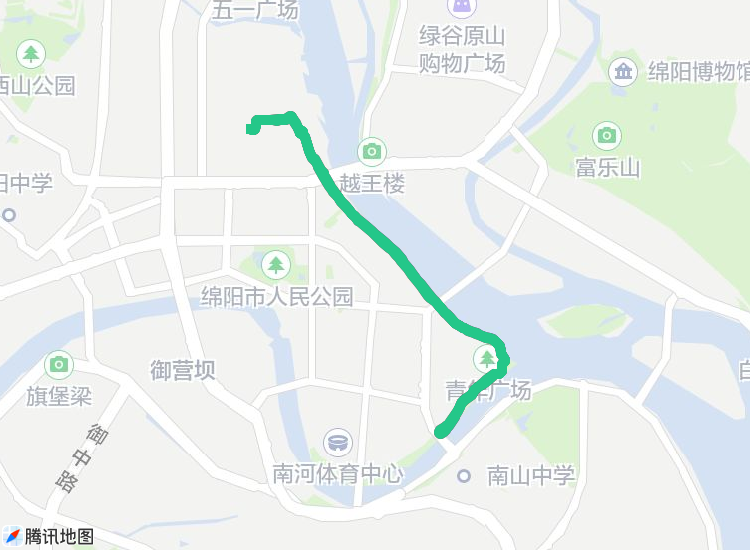 五一广场
绿谷原山
购物广场
绵阳博物馆
西山公园
富乐山
阳中学
越王楼
绵阳市人民公园
御营坝
旗堡梁
青年广场
白
御中路
南河体育中心
南山中学
腾讯地图